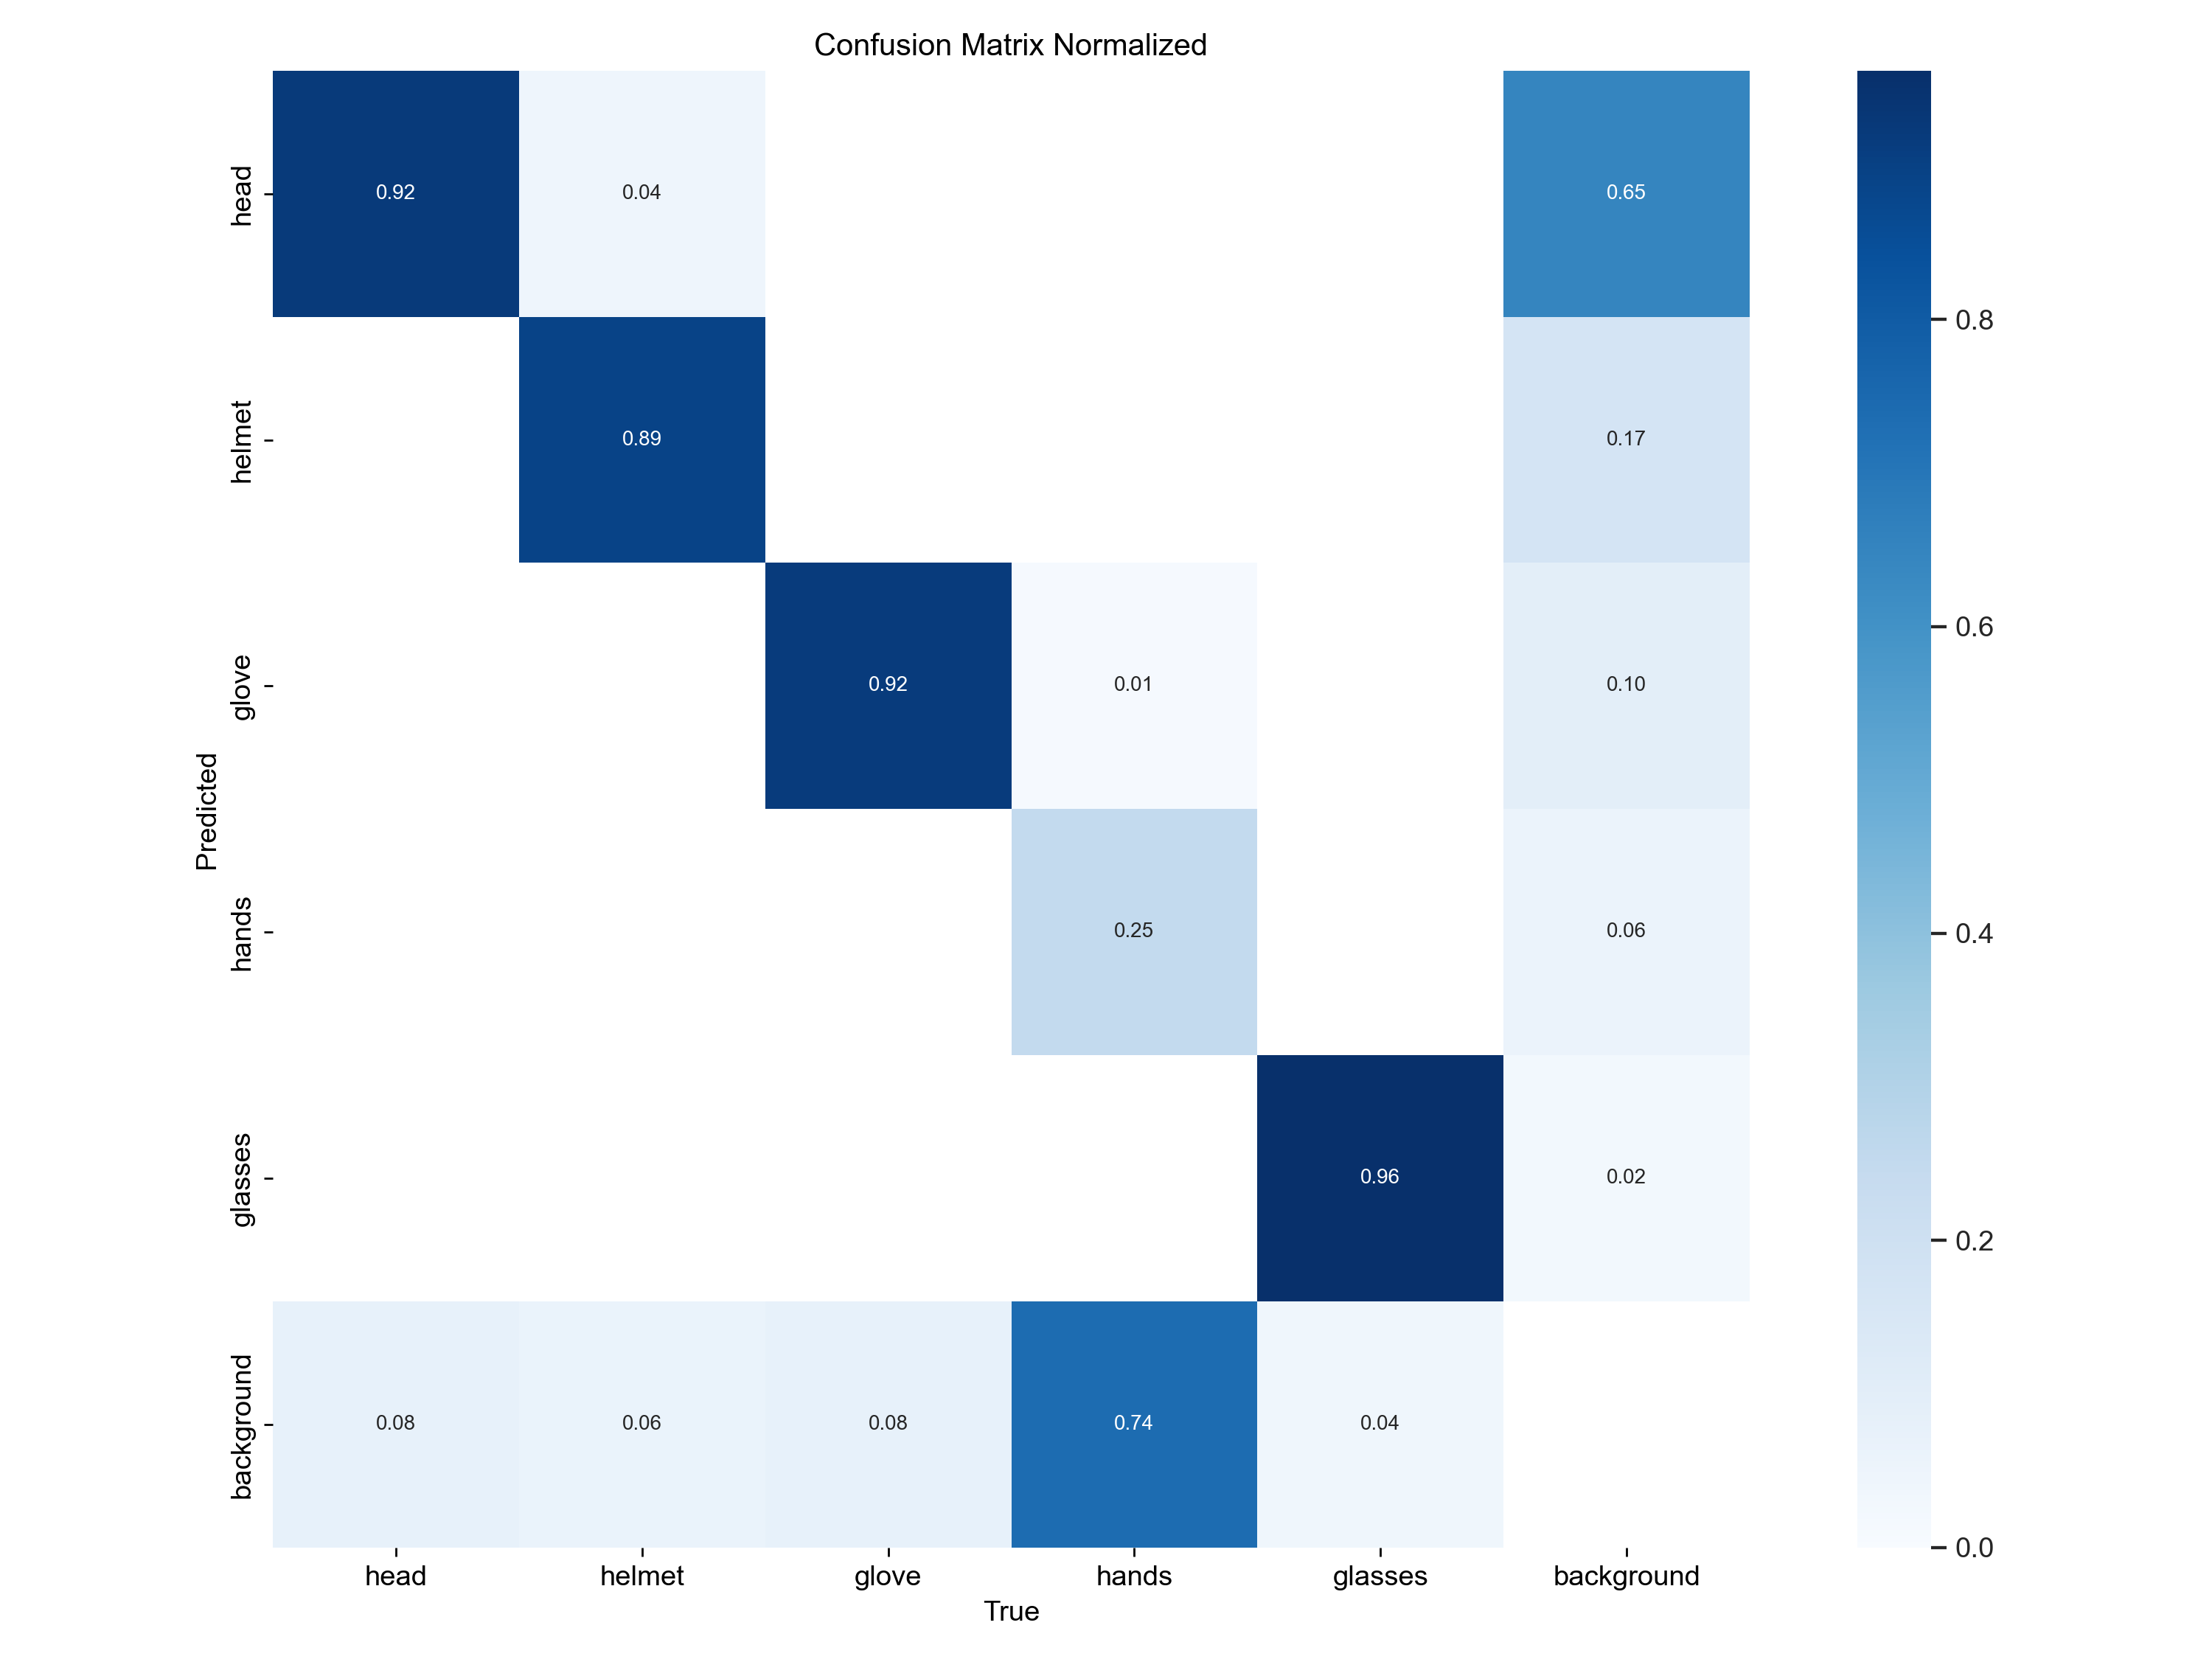 Confusion Matrix Normalized
head
0.92
0.04
0.65
helmet
0.89
0.17
glove
0.92
0.01
0.10
hands
0.25
0.06
glasses
0.96
0.02
background
0.08
0.06
0.08
0.74
0.04
Predicted
head
helmet
glove
hands
glasses
background
True
0.8
0.6
0.4
0.2
0.0